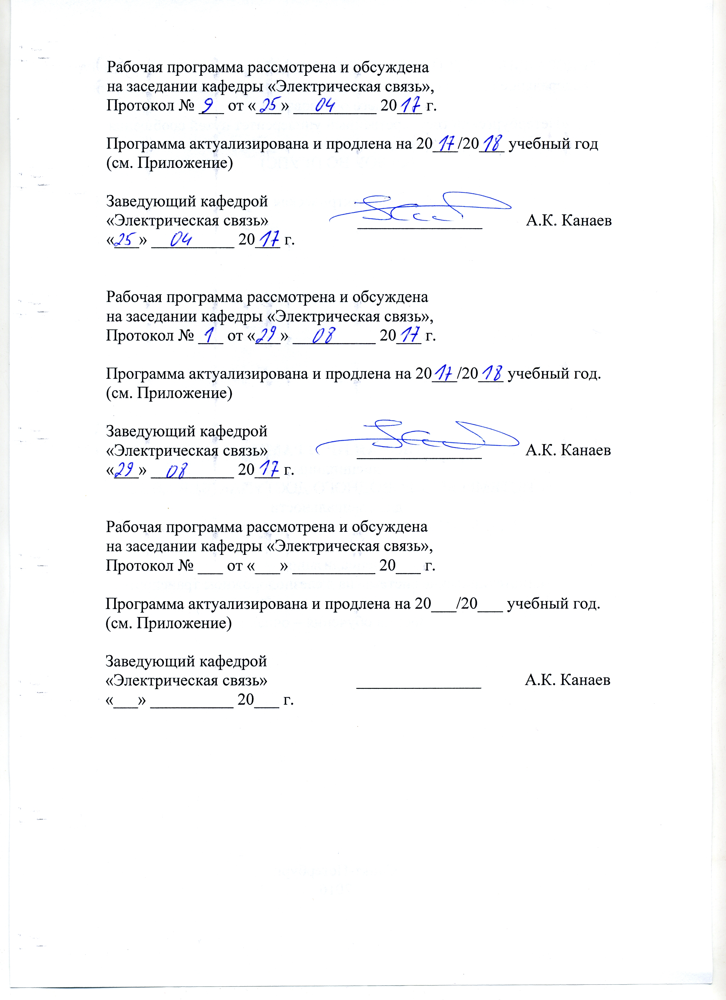 Рабочая программа рассмотрена и обсуждена
на заседании кафедры «Электрическая связь»,
Протокол № 9 от «25» 04 2017 г.
Программа актуализирована и продлена на 2017/2018 учебный год
(см. Приложение)
Заведующий кафедрой
«Электрическая связь» А.К. Канаев
«25» 04 2017 г.
Рабочая программа рассмотрена и обсуждена
на заседании кафедры «Электрическая связь»,
Протокол № 1 от «29» 08 2017 г.
Программа актуализирована и продлена на 2017/2018 учебный год.
(см. Приложение)
Заведующий кафедрой
«Электрическая связь» А.К. Канаев
«29» 08 2017 г.
Рабочая программа рассмотрена и обсуждена
на заседании кафедры «Электрическая связь»,
Протокол № ___ от «___» __________ 20___ г.
Программа актуализирована и продлена на 20___/20___ учебный год.
(см. Приложение)
Заведующий кафедрой
«Электрическая связь» _______________ А.К. Канаев
«___» __________ 20___ г.